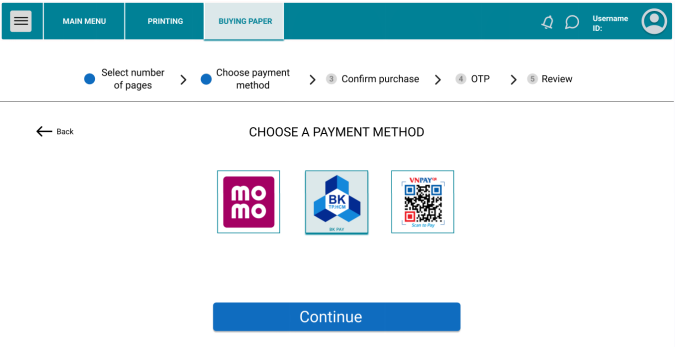 MAIN MENU
PRINTING
BUYING PAPER
Username
ID:
Select number
of pages
Choose payment
method
3 Confirm purchase
4 OTP
5 Review
Back
CHOOSE A PAYMENT METHOD
mo
mo
BK
TP.HCM
BK PAY
VNPAY
Scan to Pay
Continue